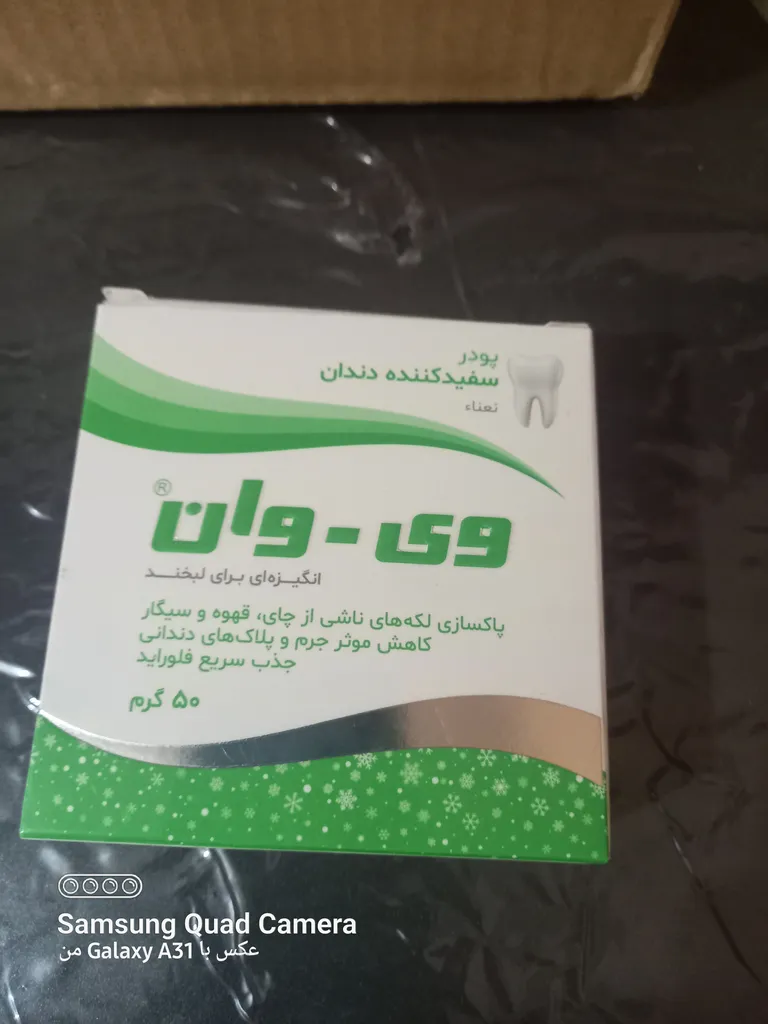 پودر
سفیدکننده دندان
نعناء
وی - وان®
انگیزه‌ای برای لبخند
پاکسازی لکه‌های ناشی از چای، قهوه و سیگار
کاهش موثر جرم و پلاک‌های دندانی
جذب سریع فلوراید
۵۰ گرم
Samsung Quad Camera
عکس با Galaxy A31 من